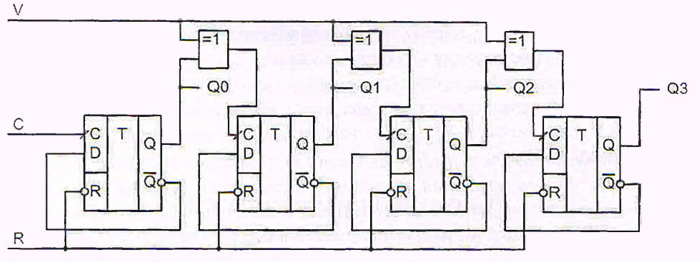 V
=1 =1 =1
Q0 Q1 Q2 Q3
C
C T Q C T Q C T Q C T Q
D D D D
R Q̅ R Q̅ R Q̅ R Q̅
R